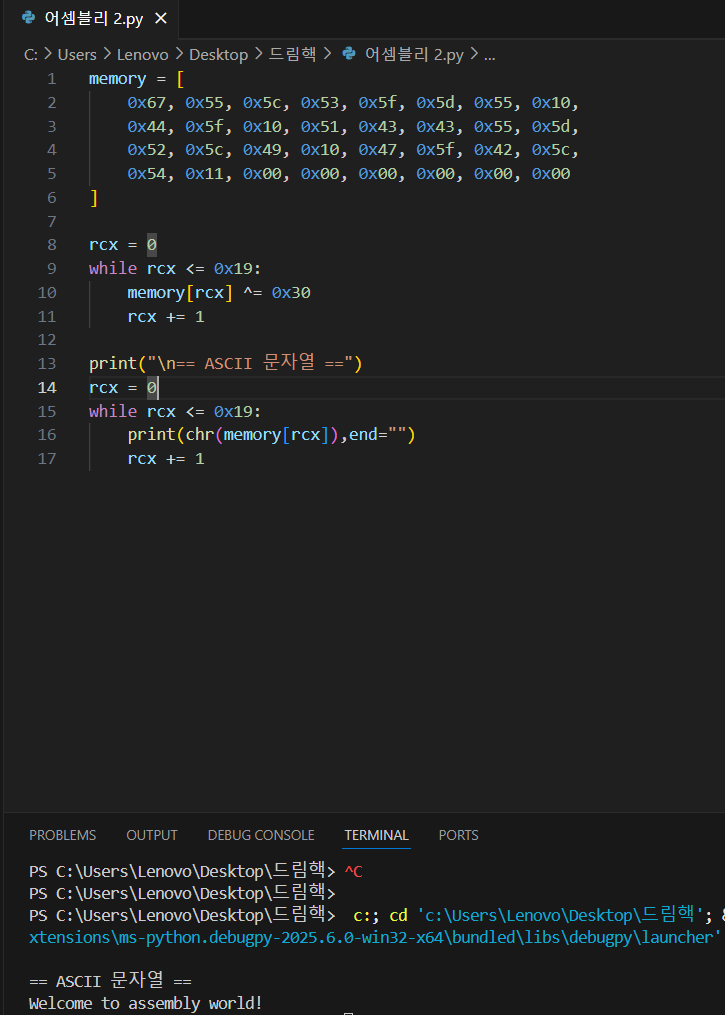 어셈블리 2.py ×
C: > Users > Lenovo > Desktop > 드림핵 > 어셈블리 2.py > ...
1 memory = [
2 0x67, 0x55, 0x5c, 0x53, 0x5f, 0x5d, 0x55, 0x10,
3 0x44, 0x5f, 0x10, 0x51, 0x43, 0x43, 0x55, 0x5d,
4 0x52, 0x5c, 0x49, 0x10, 0x47, 0x5f, 0x42, 0x5c,
5 0x54, 0x11, 0x00, 0x00, 0x00, 0x00, 0x00, 0x00
6 ]
7
8 rcx = 0
9 while rcx <= 0x19:
10 memory[rcx] ^= 0x30
11 rcx += 1
12
13 print("\n== ASCII 문자열 ==")
14 rcx = 0
15 while rcx <= 0x19:
16 print(chr(memory[rcx]),end="")
17 rcx += 1
PROBLEMS OUTPUT DEBUG CONSOLE TERMINAL PORTS
PS C:\Users\Lenovo\Desktop\드림핵> ^C
PS C:\Users\Lenovo\Desktop\드림핵>
PS C:\Users\Lenovo\Desktop\드림핵> c:; cd 'c:\Users\Lenovo\Desktop\드림핵'; &
xtensions\ms-python.debugpy-2025.6.0-win32-x64\bundled\libs\debugpy\launcher'
== ASCII 문자열 ==
Welcome to assembly world!